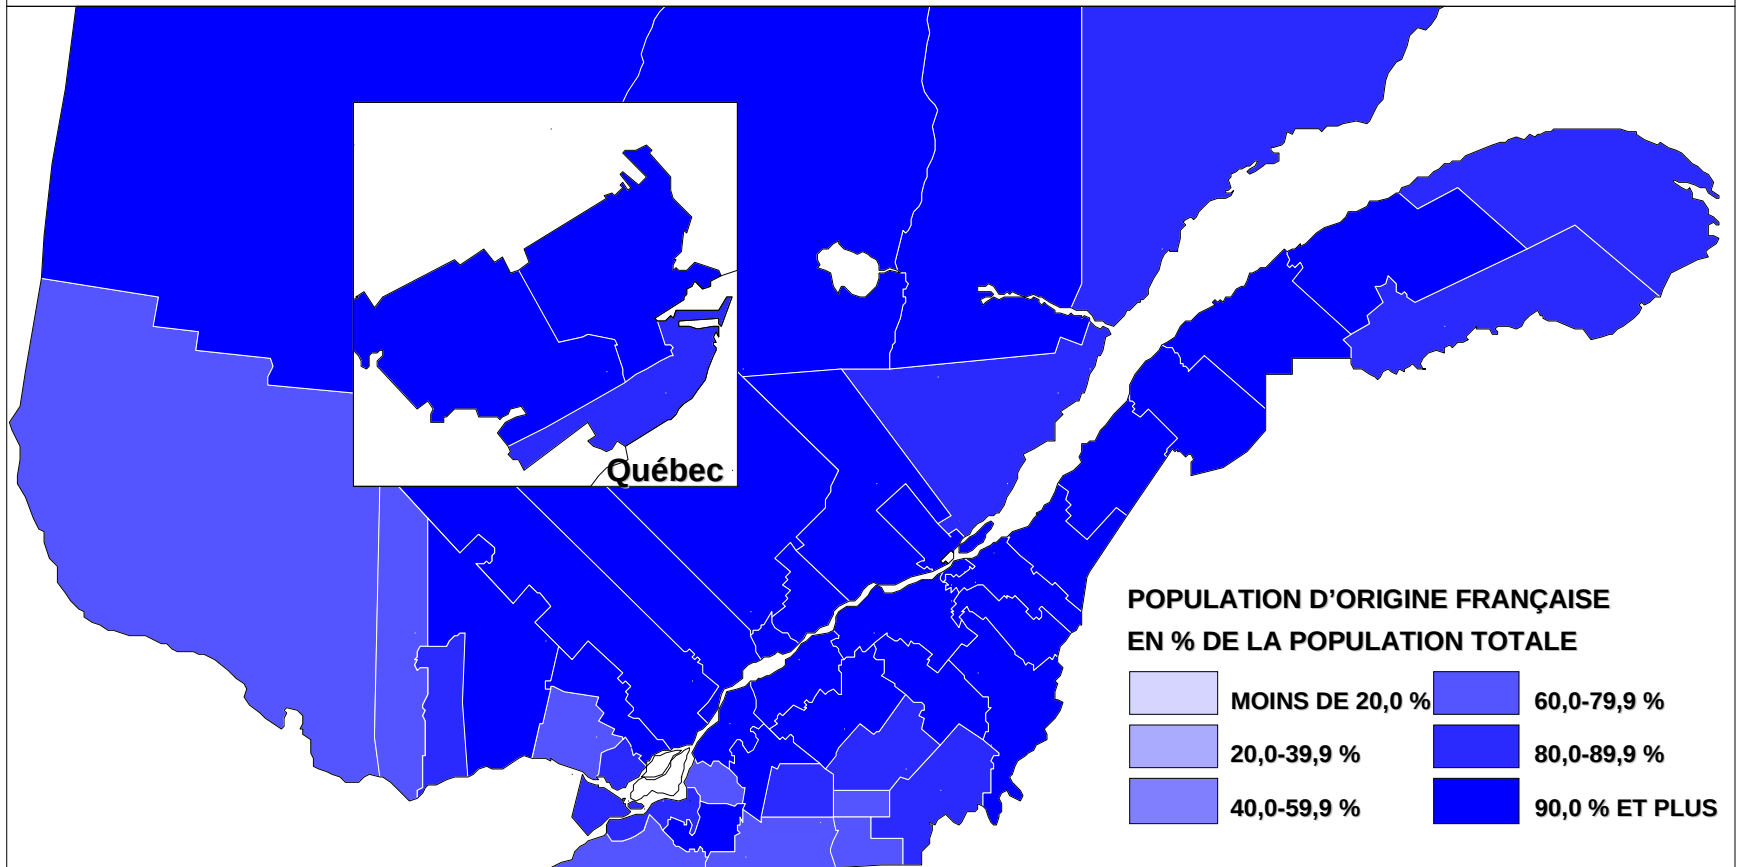 Québec
POPULATION D’ORIGINE FRANÇAISE
EN % DE LA POPULATION TOTALE
MOINS DE 20,0 %
20,0-39,9 %
40,0-59,9 %
60,0-79,9 %
80,0-89,9 %
90,0 % ET PLUS